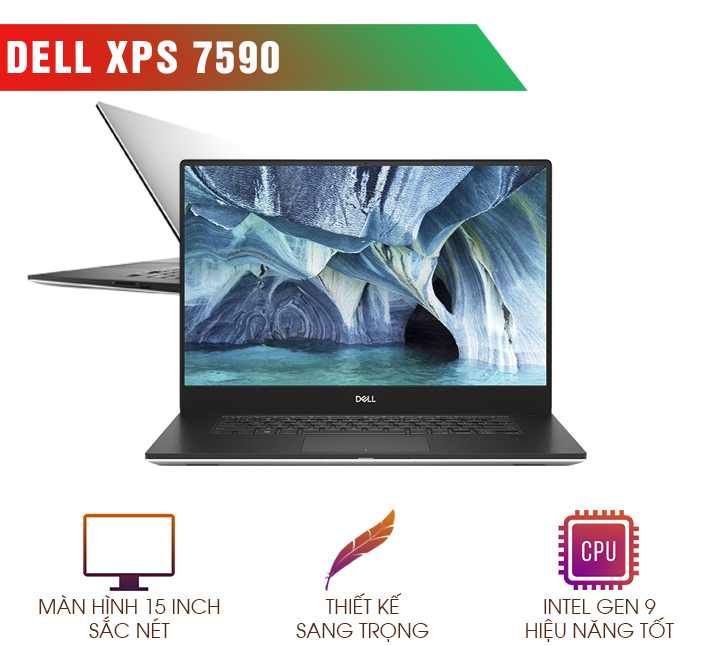 DELL XPS 7590
DELL
MÀN HÌNH 15 INCH
SẮC NÉT
THIẾT KẾ
SANG TRỌNG
CPU
INTEL GEN 9
HIỆU NĂNG TỐT